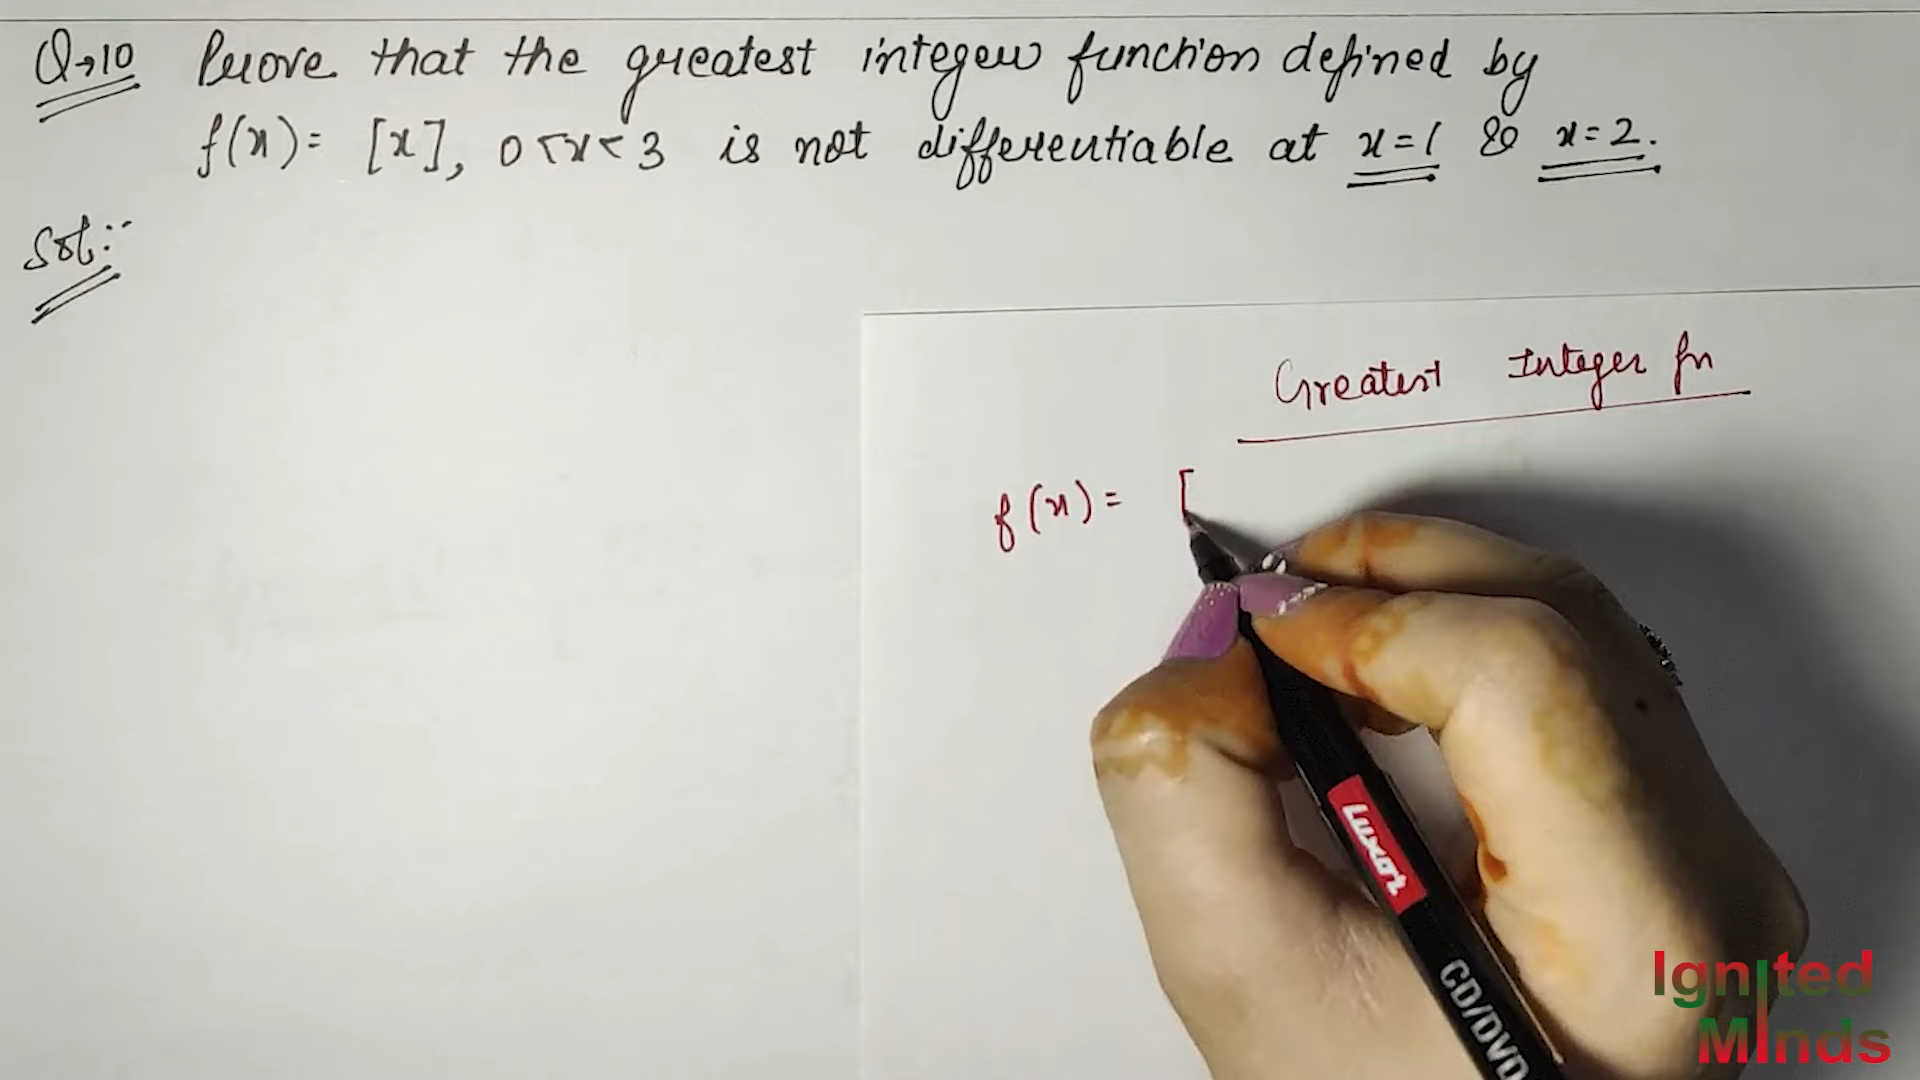 Q→10 Prove that the greatest integer function defined by
f(x) = [x], 0<x<3 is not differentiable at x=1 & x=2.
Sol:-
Greatest Integer fn
f(x) = [
Luxor
CD/DVD
Ignited
Minds